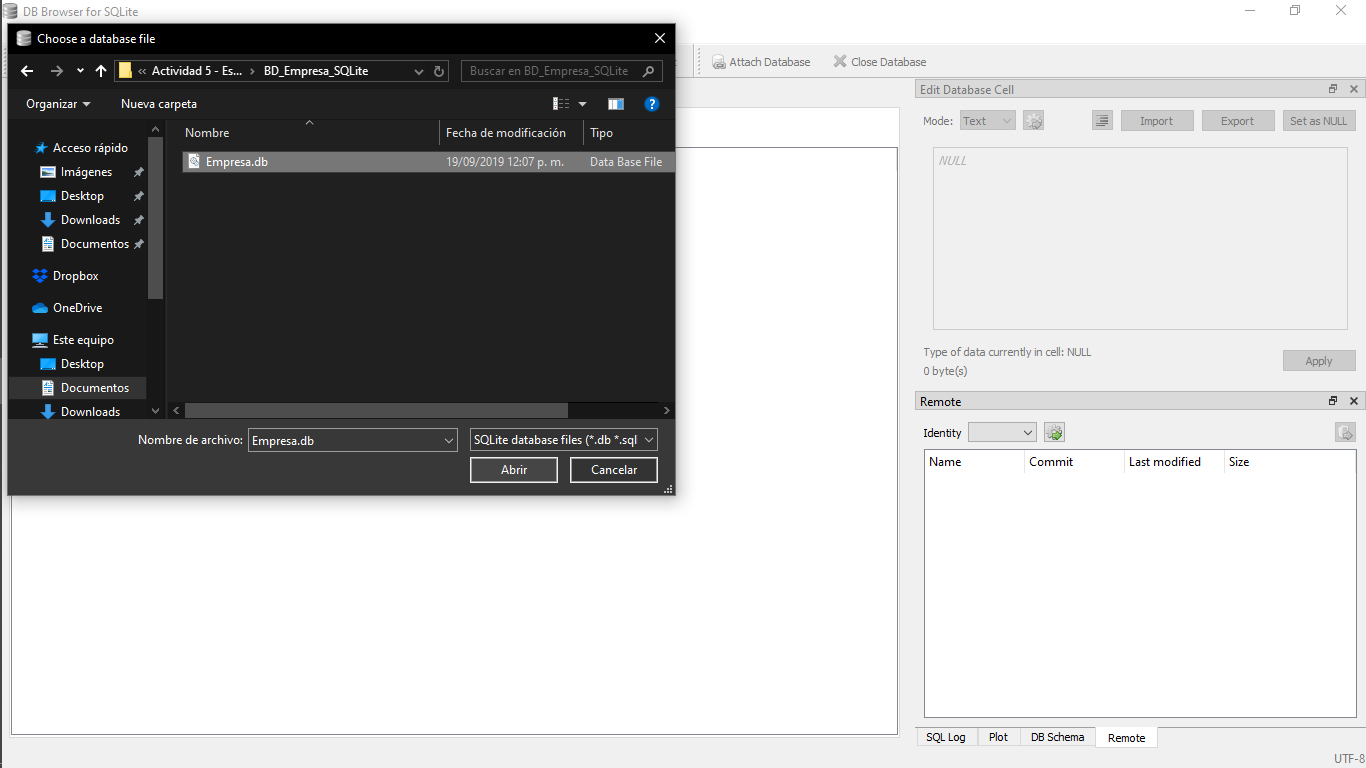 DB Browser for SQLite
Choose a database file
« Actividad 5 - Es... > BD_Empresa_SQLite
Buscar en BD_Empresa_SQLite
Organizar
Nueva carpeta
Nombre
Fecha de modificación
Tipo
Acceso rápido
Imágenes
Desktop
Downloads
Documentos
Dropbox
OneDrive
Este equipo
Desktop
Documentos
Downloads
Empresa.db
19/09/2019 12:07 p. m.
Data Base File
Nombre de archivo: Empresa.db
SQLite database files (*.db *.sql
Abrir
Cancelar
Attach Database
Close Database
Edit Database Cell
Mode: Text
Import
Export
Set as NULL
NULL
Type of data currently in cell: NULL
0 byte(s)
Apply
Remote
Identity
Name
Commit
Last modified
Size
SQL Log
Plot
DB Schema
Remote
UTF-8